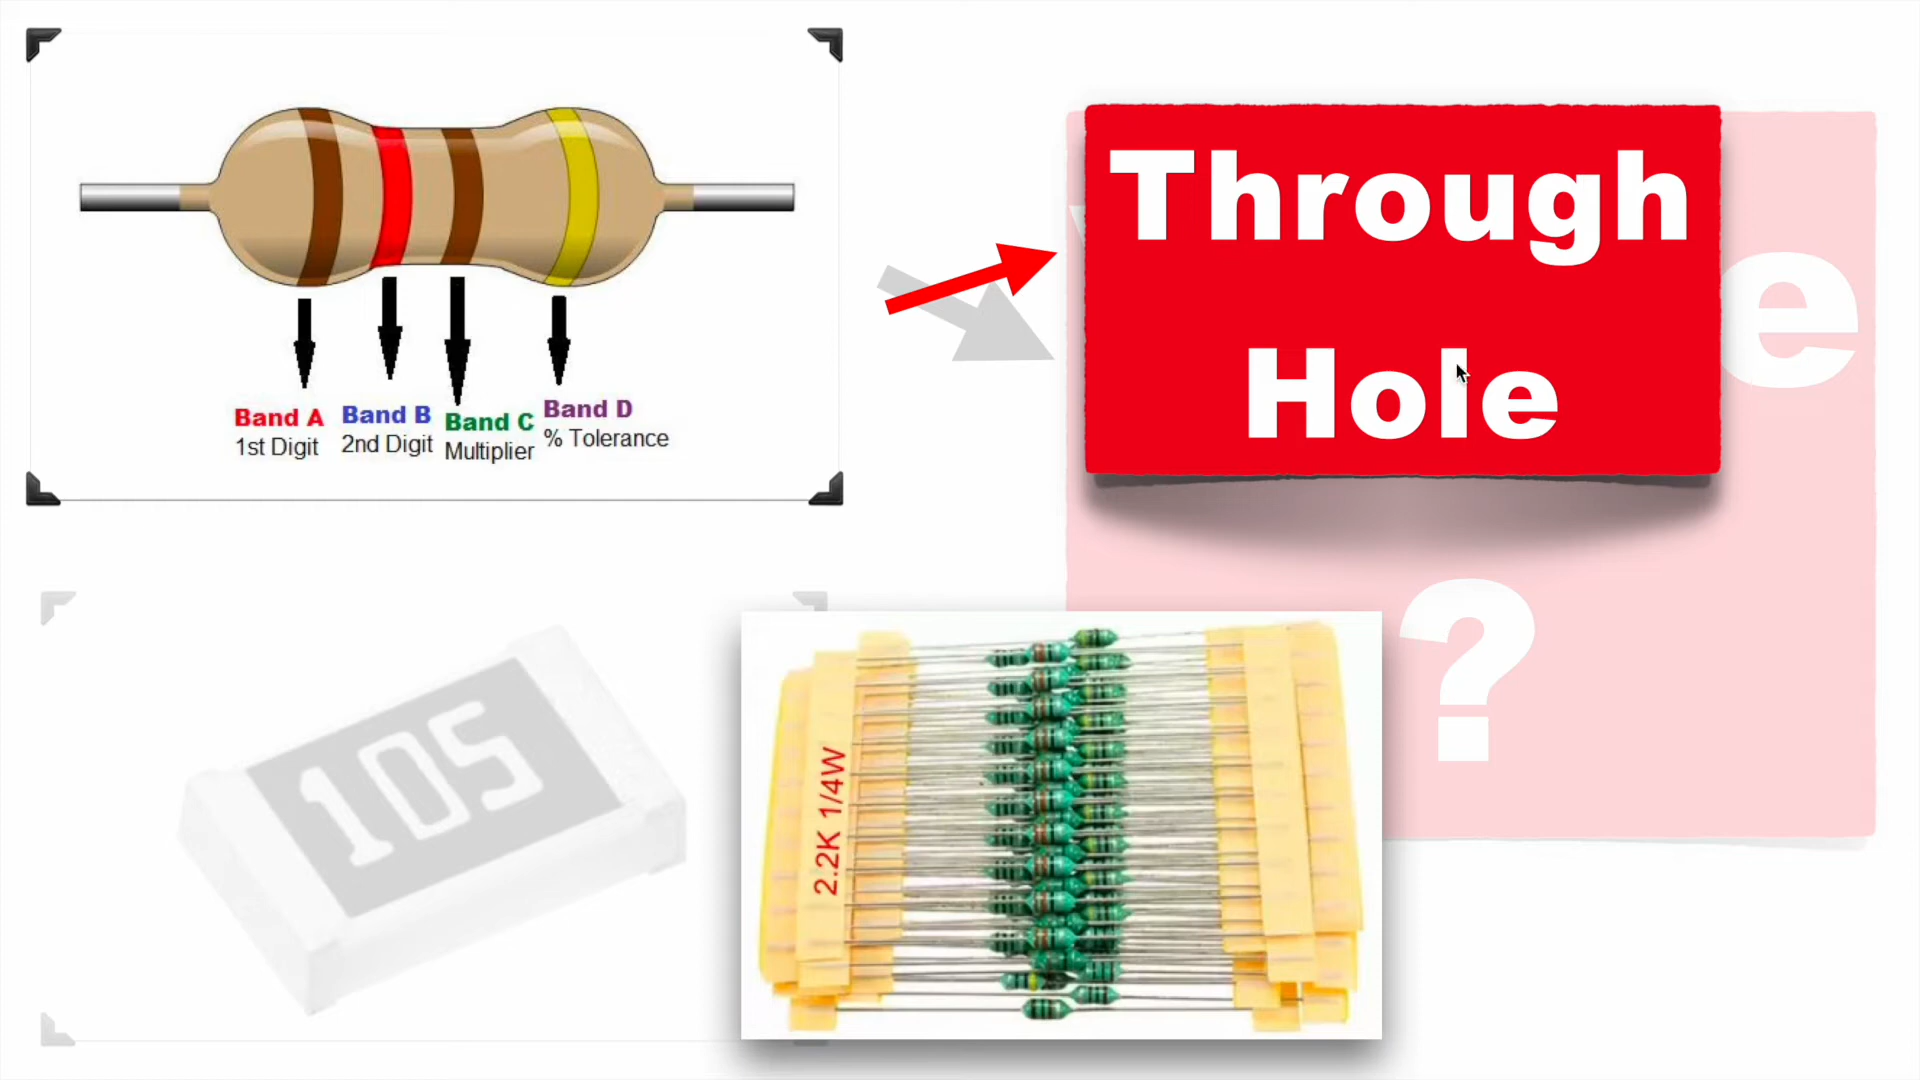 Band A
1st Digit
Band B
2nd Digit
Band C
Multiplier
Band D
% Tolerance
Through
Hole
e
?
105
2.2K 1/4W